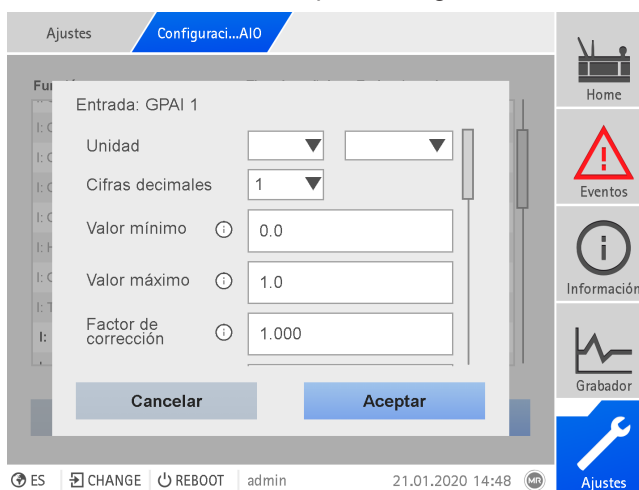 Ajustes
Configuraci...AIO
Home
Entrada: GPAI 1
Unidad
Cifras decimales
1
Eventos
Valor mínimo
0.0
Valor máximo
1.0
Información
Factor de
corrección
1.000
Grabador
Cancelar
Aceptar
ES
CHANGE
REBOOT
admin
21.01.2020 14:48
MR
Ajustes